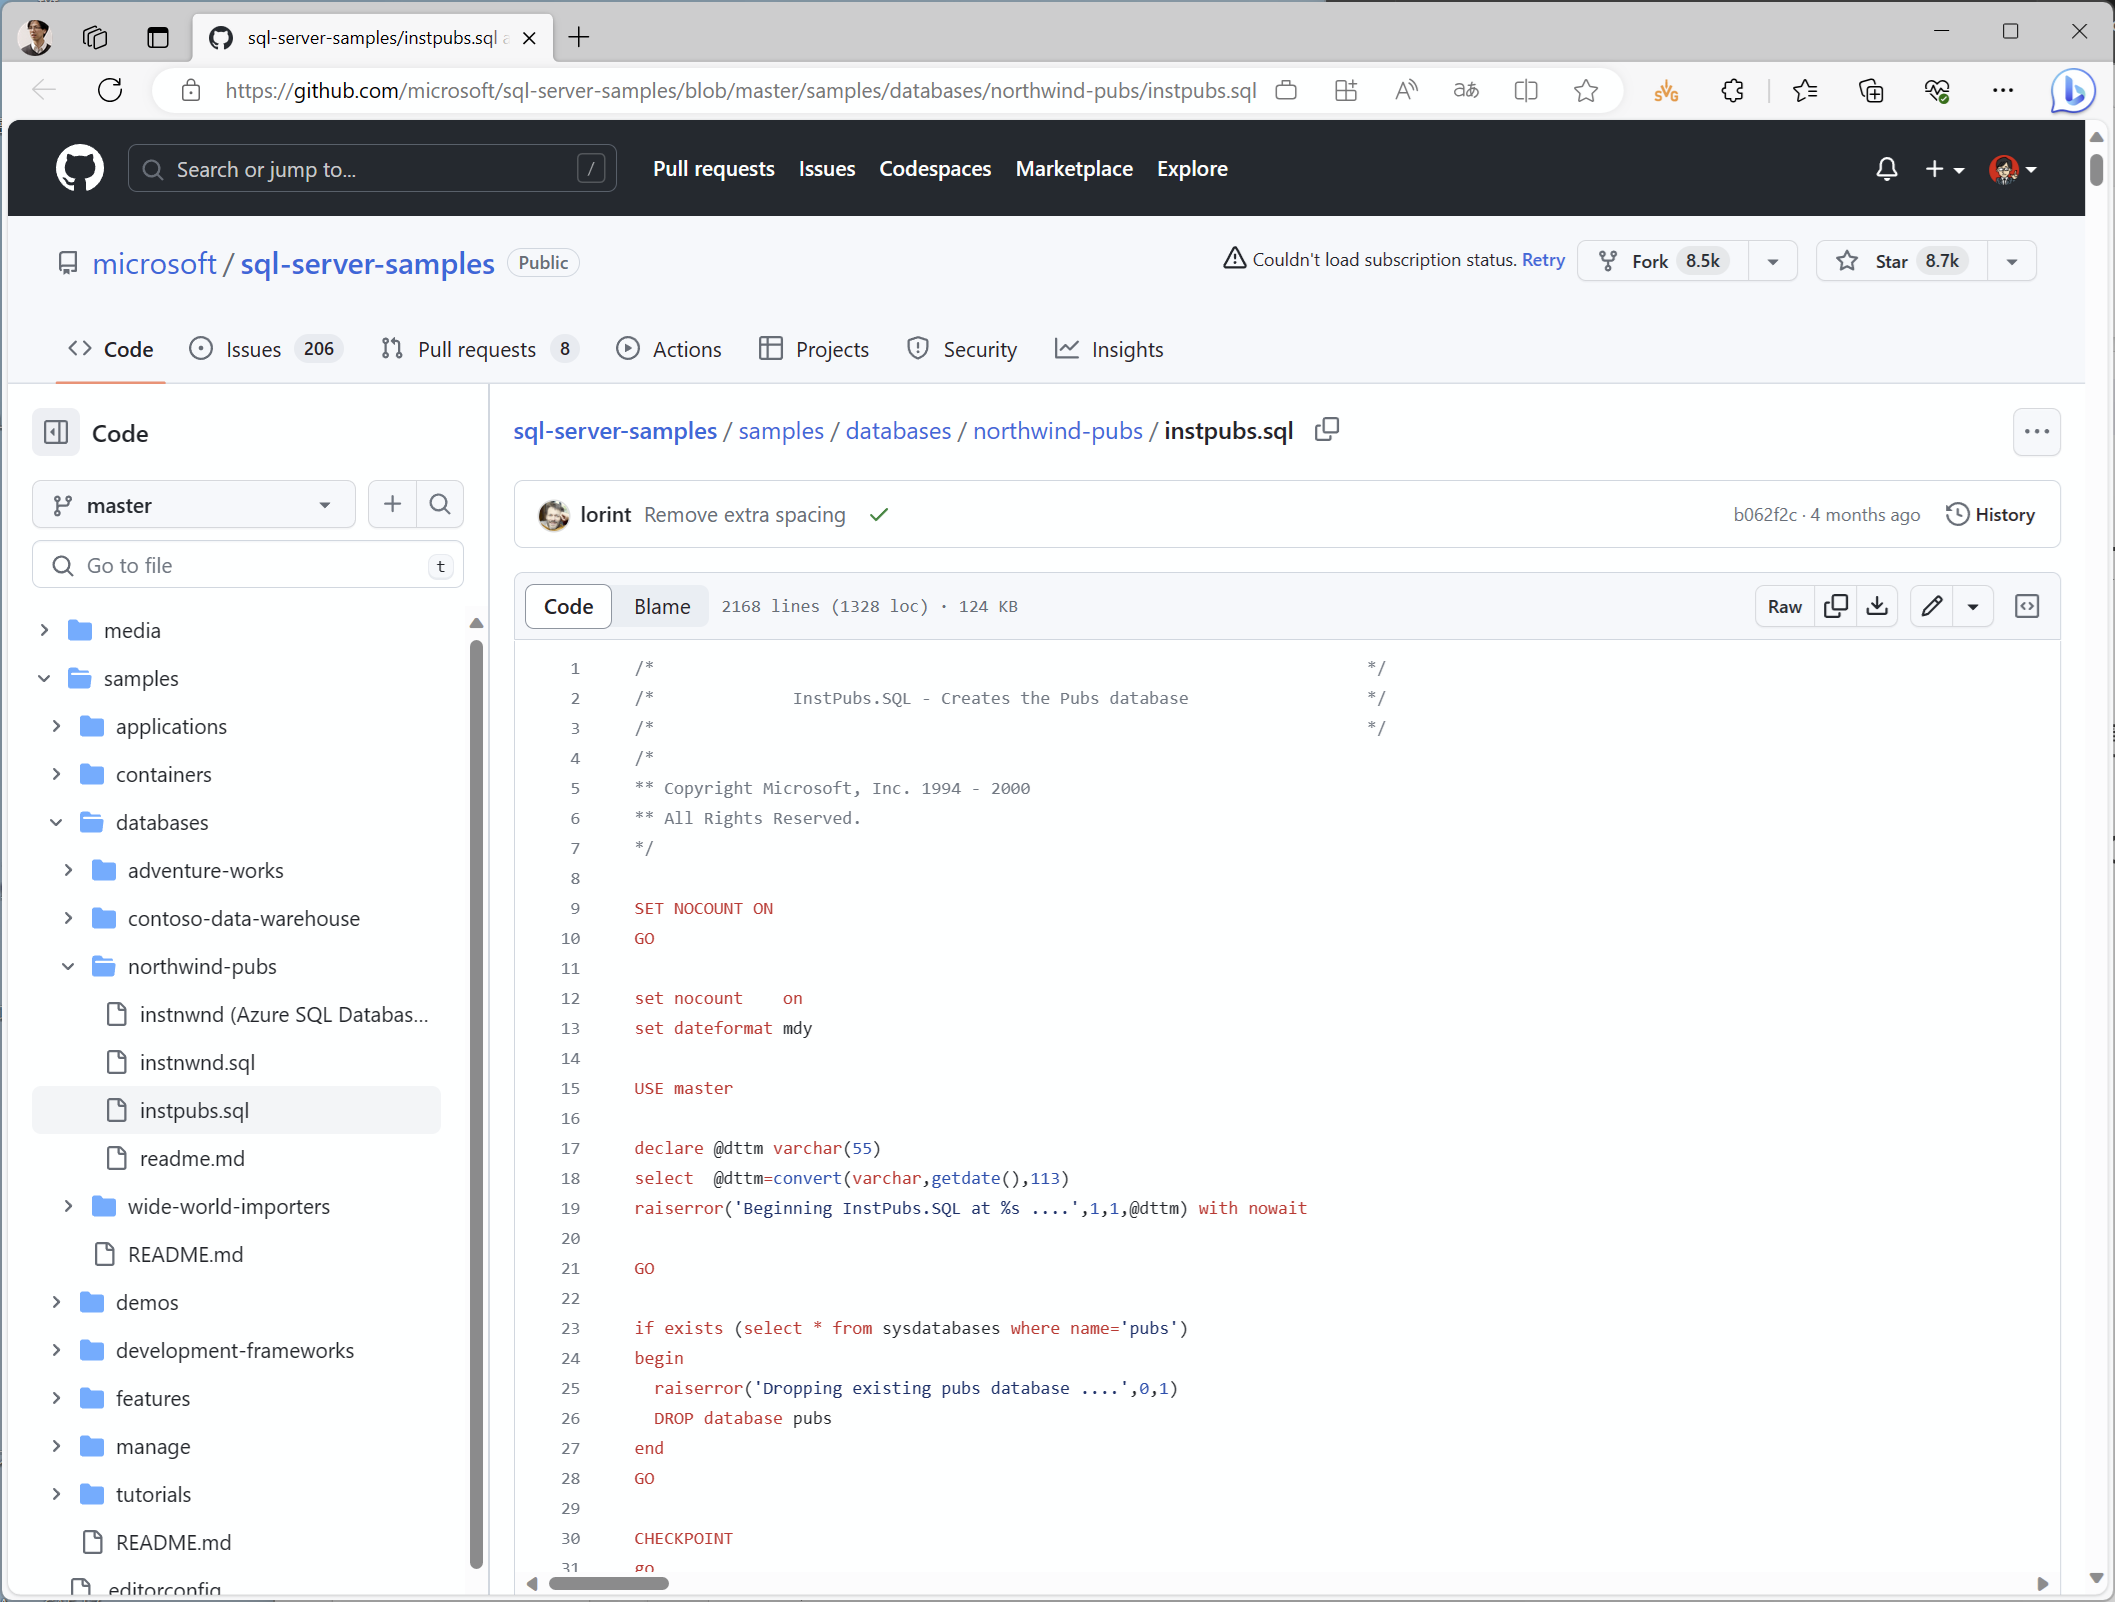 sql-server-samples/instpubs.sql
https://github.com/microsoft/sql-server-samples/blob/master/samples/databases/northwind-pubs/instpubs.sql
Search or jump to...
/
Pull requests
Issues
Codespaces
Marketplace
Explore
microsoft / sql-server-samples
Public
Couldn't load subscription status. Retry
Fork 8.5k
Star 8.7k
Code
Issues 206
Pull requests 8
Actions
Projects
Security
Insights
Code
master
Go to file
t
media
samples
applications
containers
databases
adventure-works
contoso-data-warehouse
northwind-pubs
instnwnd (Azure SQL Databas...
instnwnd.sql
instpubs.sql
readme.md
wide-world-importers
README.md
demos
development-frameworks
features
manage
tutorials
README.md
editorconfig
sql-server-samples / samples / databases / northwind-pubs / instpubs.sql
lorint Remove extra spacing
b062f2c · 4 months ago
History
Code
Blame
2168 lines (1328 loc) · 124 KB
Raw
1 /* */
2 /* InstPubs.SQL - Creates the Pubs database */
3 /* */
4 /*
5 ** Copyright Microsoft, Inc. 1994 - 2000
6 ** All Rights Reserved.
7 */
8
9 SET NOCOUNT ON
10 GO
11
12 set nocount    on
13 set dateformat mdy
14
15 USE master
16
17 declare @dttm varchar(55)
18 select  @dttm=convert(varchar,getdate(),113)
19 raiserror('Beginning InstPubs.SQL at %s ....',1,1,@dttm) with nowait
20
21 GO
22
23 if exists (select * from sysdatabases where name='pubs')
24 begin
25   raiserror('Dropping existing pubs database ....',0,1)
26   DROP database pubs
27 end
28 GO
29
30 CHECKPOINT
31 go